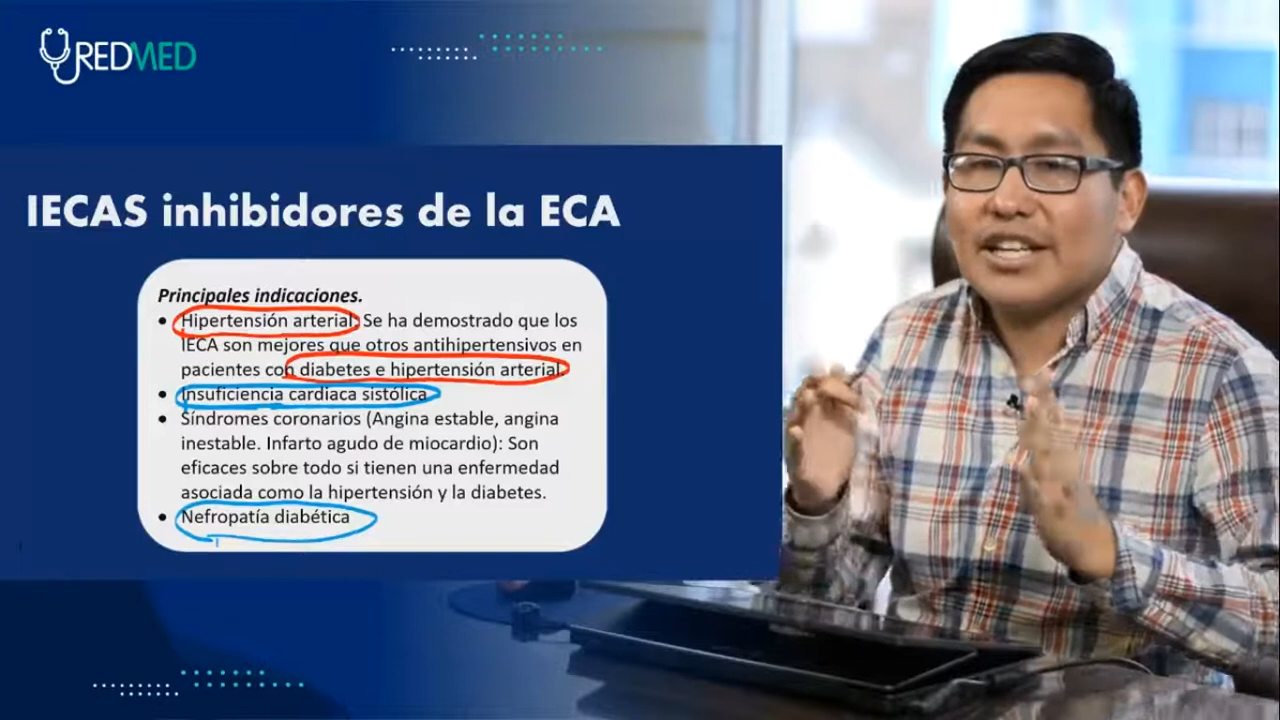 REDMED
IECAS inhibidores de la ECA
Principales indicaciones.
• Hipertensión arterial: Se ha demostrado que los
IECA son mejores que otros antihipertensivos en
pacientes con diabetes e hipertensión arterial.
• Insuficiencia cardíaca sistólica
• Síndromes coronarios (Angina estable, angina
inestable. Infarto agudo de miocardio): Son
eficaces sobre todo si tienen una enfermedad
asociada como la hipertensión y la diabetes.
• Nefropatía diabética